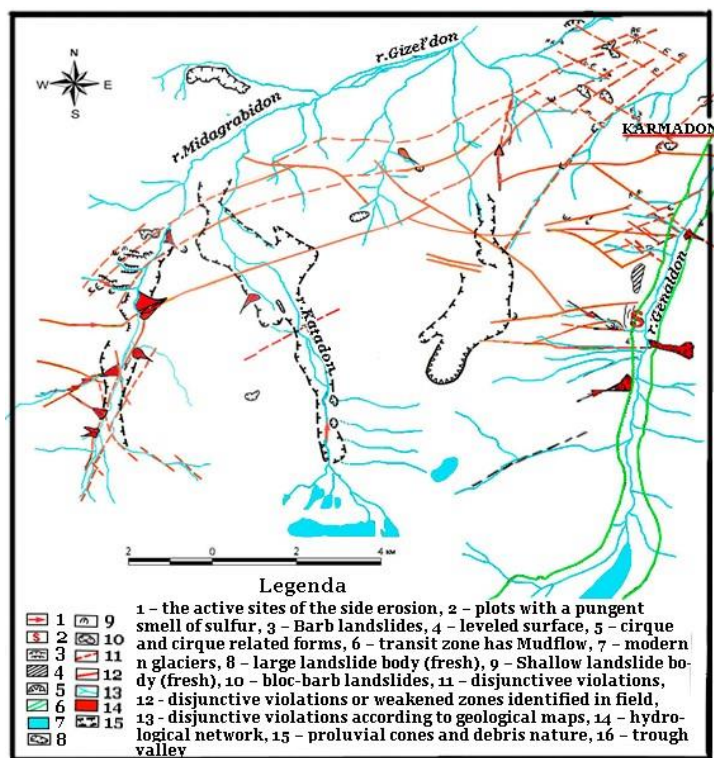 N
W E
S
r.Gizel'don
r.Midagrabidon
KARMADON
r.Genaldon
S
r.Katadon
2 0 2 4 км
Legenda
1 9
2 10
3 11
4 12
5 13
6 14
7 15
8
1 – the active sites of the side erosion, 2 – plots with a pungent
smell of sulfur, 3 – Barb landslides, 4 – leveled surface, 5 – cirque
and cirque related forms, 6 – transit zone has Mudflow, 7 – modern
n glaciers, 8 – large landslide body (fresh), 9 – Shallow landslide bo-
dy (fresh), 10 – bloc-barb landslides, 11 – disjunctivee violations,
12 - disjunctive violations or weakened zones identified in field,
13 - disjunctive violations according to geological maps, 14 – hydro-
logical network, 15 – proluvial cones and debris nature, 16 – trough
valley